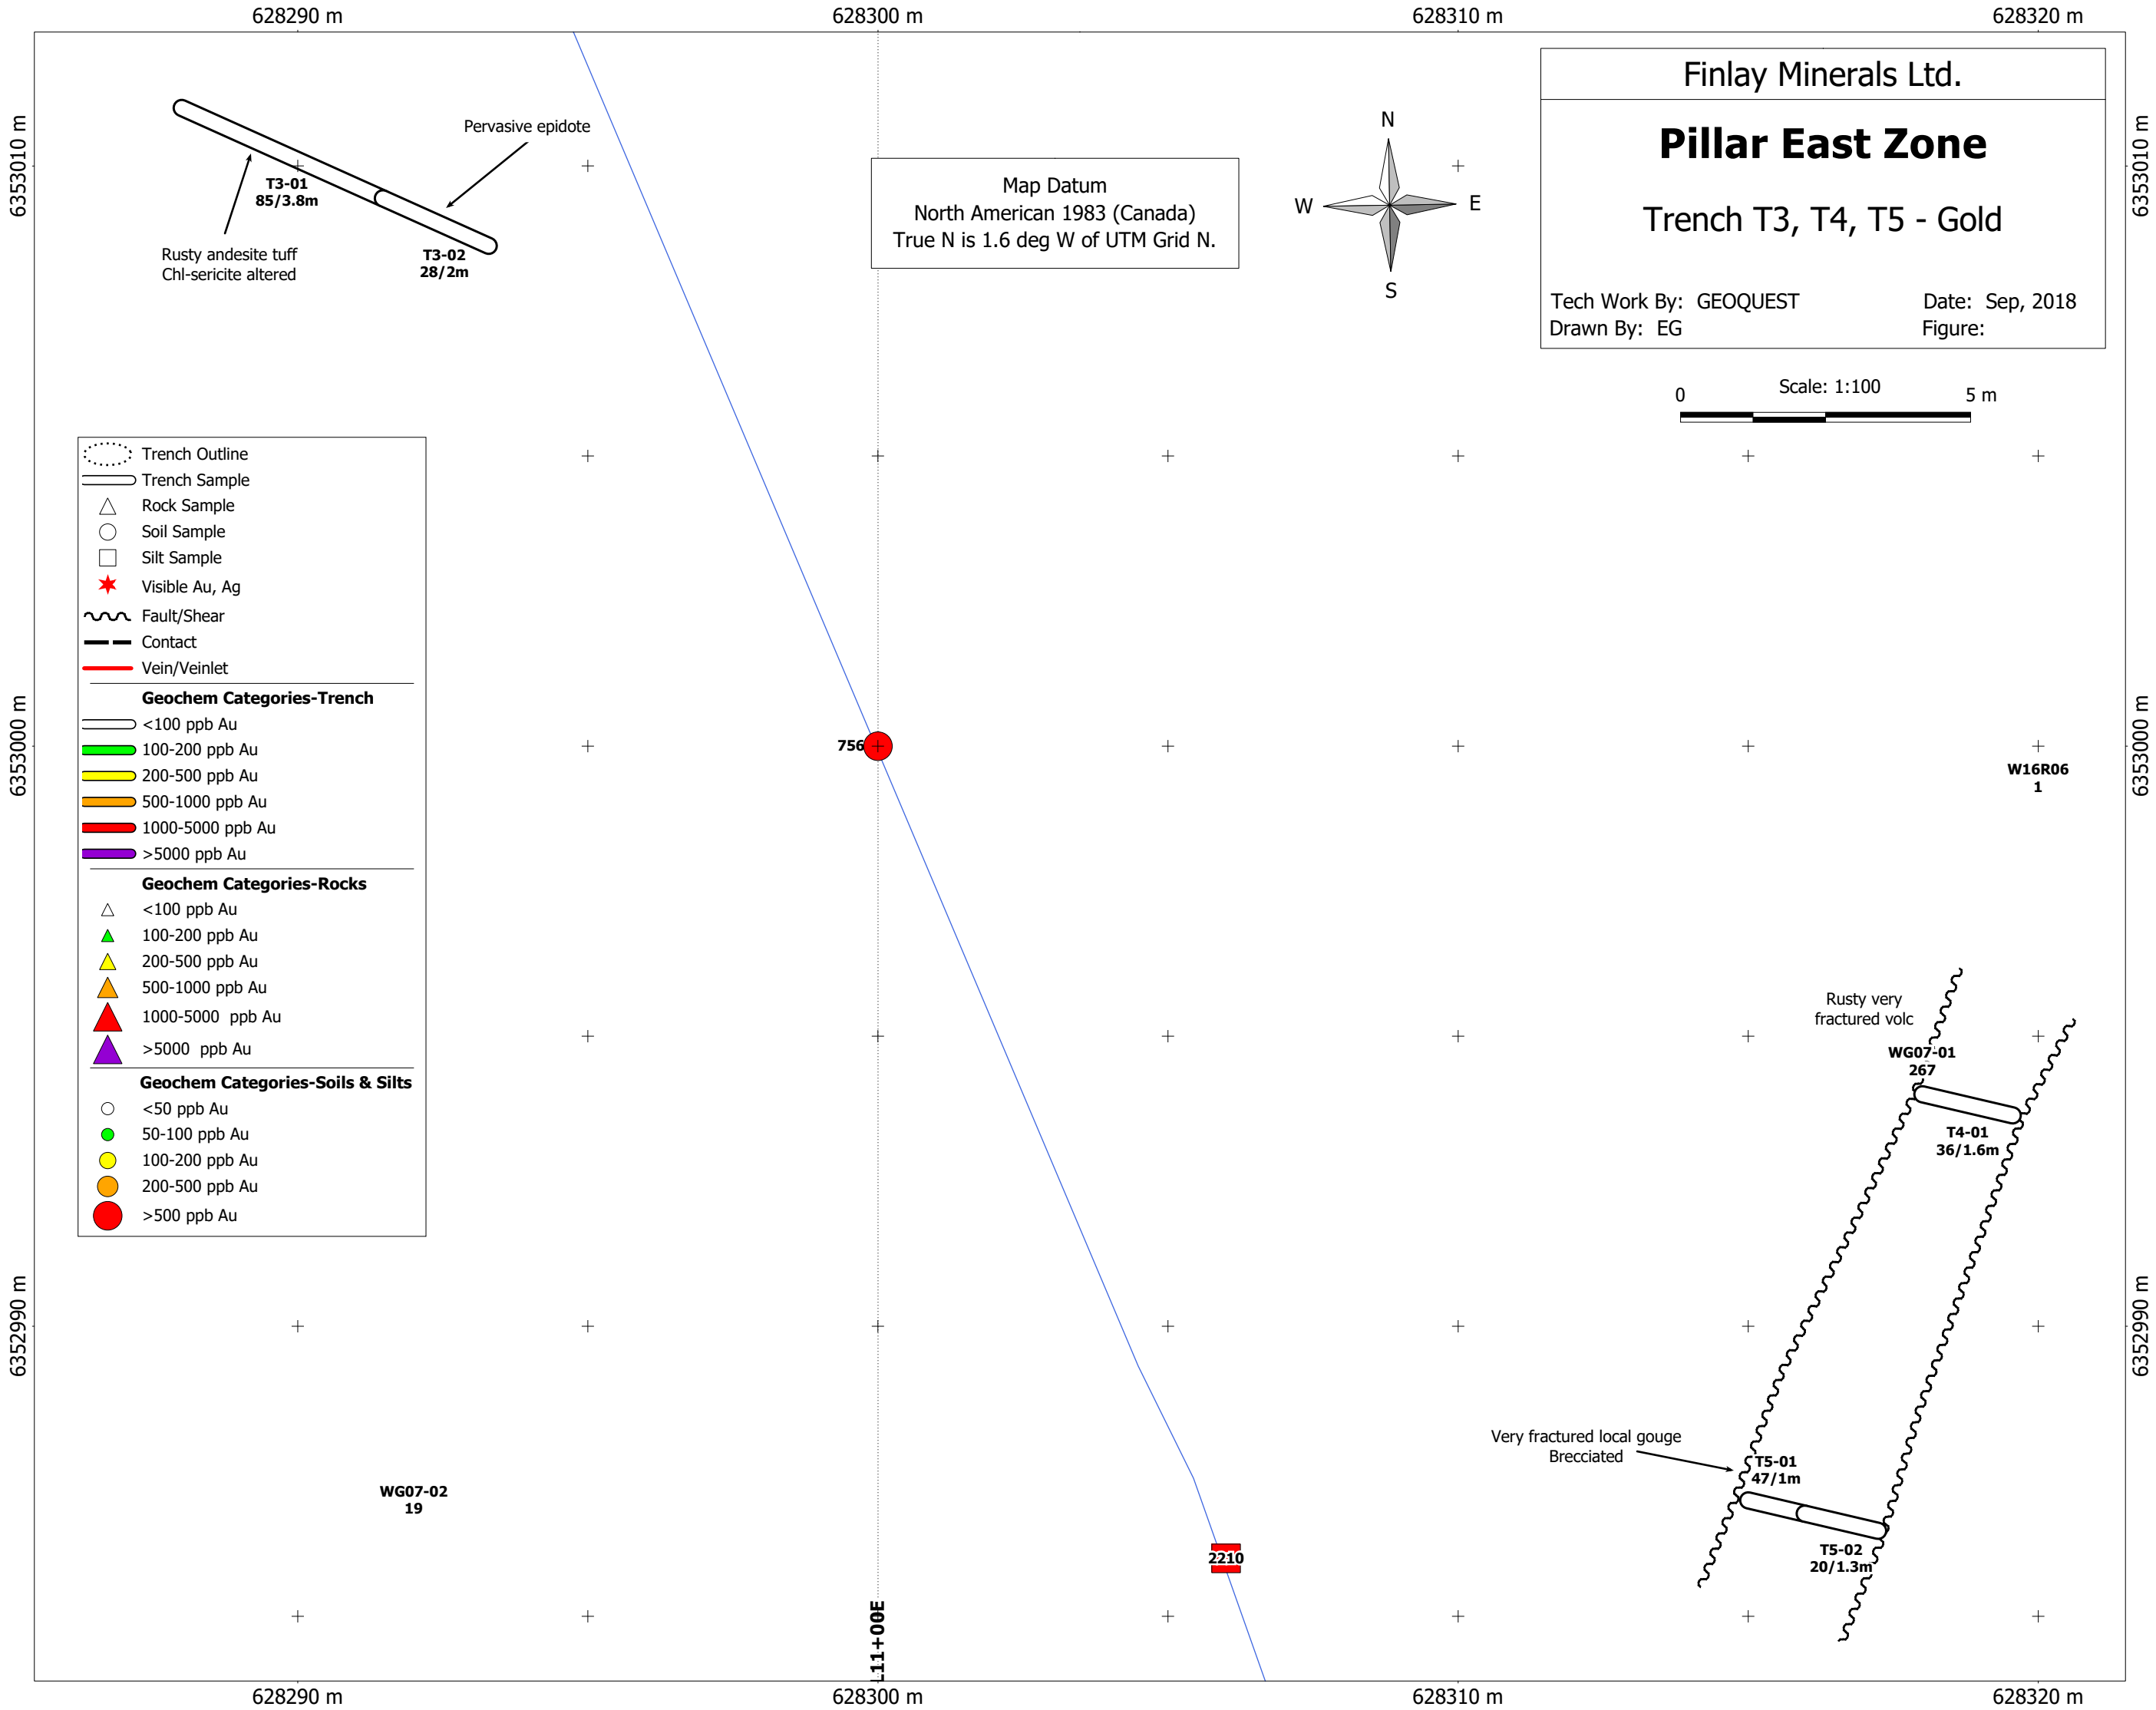 628290 m
628300 m
628310 m
628320 m
Finlay Minerals Ltd.
Pillar East Zone
Trench T3, T4, T5 - Gold
Tech Work By: GEOQUEST
Date: Sep, 2018
Drawn By: EG
Figure:
Scale: 1:100
0
5 m
Map Datum
North American 1983 (Canada)
True N is 1.6 deg W of UTM Grid N.
N
W
E
S
6353010 m
6353010 m
Pervasive epidote
T3-01
85/3.8m
Rusty andesite tuff
Chl-sericite altered
T3-02
28/2m
Trench Outline
Trench Sample
Rock Sample
Soil Sample
Silt Sample
Visible Au, Ag
Fault/Shear
Contact
Vein/Veinlet
Geochem Categories-Trench
<100 ppb Au
100-200 ppb Au
200-500 ppb Au
500-1000 ppb Au
1000-5000 ppb Au
>5000 ppb Au
Geochem Categories-Rocks
<100 ppb Au
100-200 ppb Au
200-500 ppb Au
500-1000 ppb Au
1000-5000 ppb Au
>5000 ppb Au
Geochem Categories-Soils & Silts
<50 ppb Au
50-100 ppb Au
100-200 ppb Au
200-500 ppb Au
>500 ppb Au
6353000 m
6353000 m
756
W16R06
1
Rusty very
fractured volc
WG07-01
267
T4-01
36/1.6m
6352990 m
6352990 m
Very fractured local gouge
Brecciated
T5-01
47/1m
T5-02
20/1.3m
WG07-02
19
2210
L11+00E
628290 m
628300 m
628310 m
628320 m